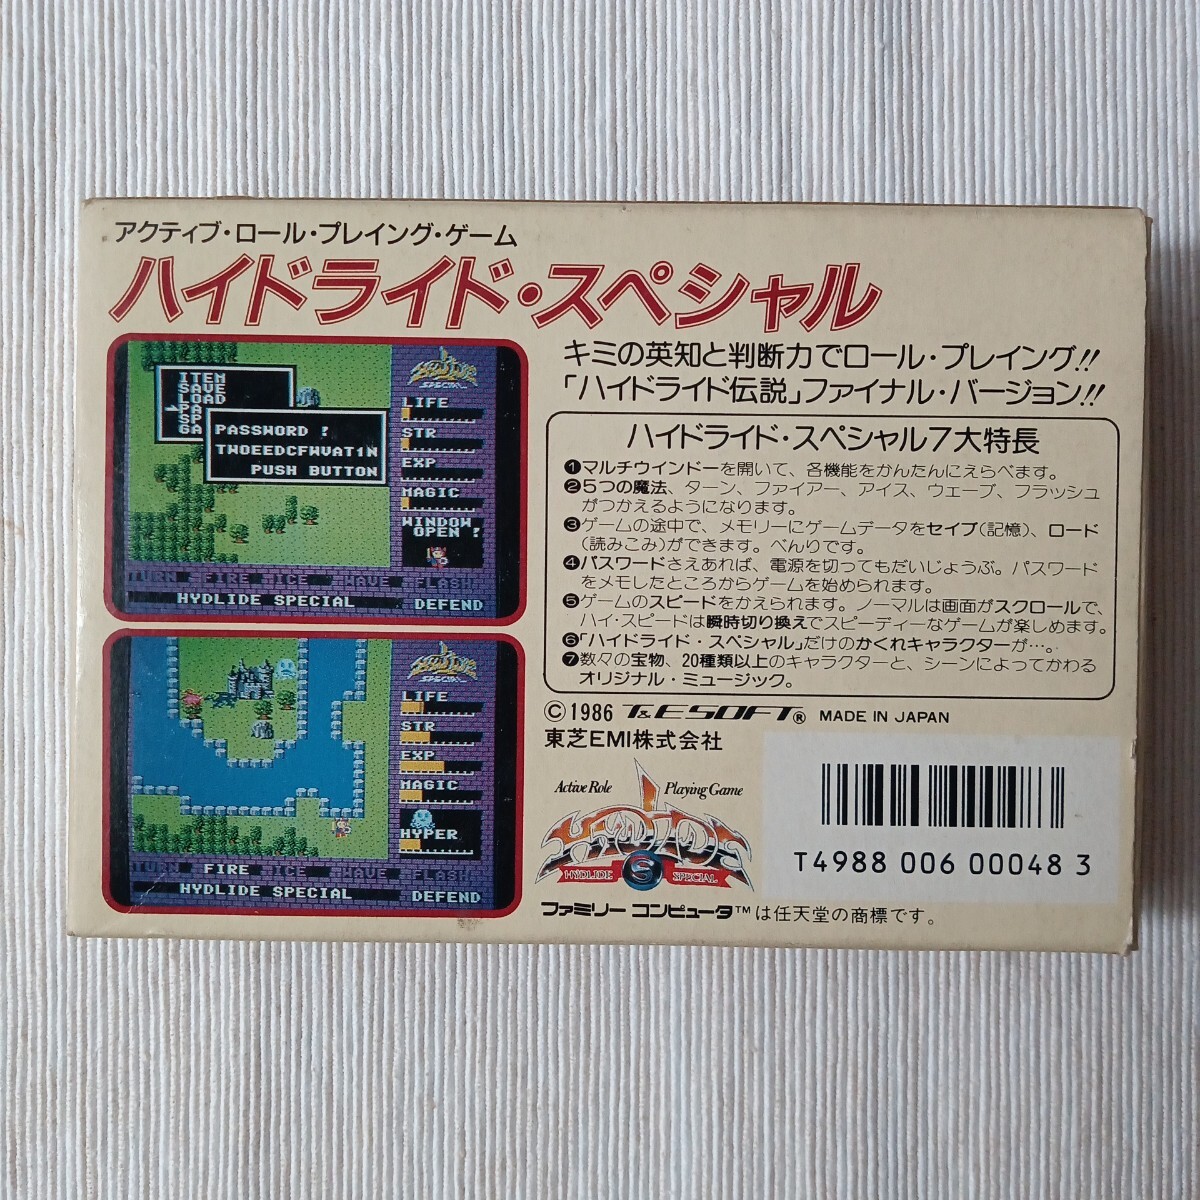 アクティブ・ロール・プレイング・ゲーム
ハイドライド・スペシャル
キミの英知と判断力でロール・プレイング!!
「ハイドライド伝説」ファイナル・バージョン!!
ハイドライド・スペシャル7大特長
❶マルチウインドーを開いて、各機能をかんたんにえらべます。
❷5つの魔法、ターン、ファイアー、アイス、ウェーブ、フラッシュ
がつかえるようになります。
❸ゲームの途中で、メモリーにゲームデータをセイブ(記憶)、ロード
(読みこみ)ができます。べんりです。
❹パスワードさえあれば、電源を切ってもだいじょうぶ。パスワード
をメモしたところからゲームを始められます。
❺ゲームのスピードをかえられます。ノーマルは画面がスクロールで、
ハイ・スピードは瞬時切り換えでスピーディーなゲームが楽しめます。
❻「ハイドライド・スペシャル」だけのかくれキャラクターが…。
❼数々の宝物、20種類以上のキャラクターと、シーンによってかわる
オリジナル・ミュージック。
©1986 T&E SOFT® MADE IN JAPAN
東芝EMI株式会社
Active Role Playing Game
HYDLIDE
HYDLIDE S SPECIAL
T4988 006 00048 3
ファミリーコンピュータ™は任天堂の商標です。
ITEM
SAVE
LOAD
PA
SP
GA
PASSWORD ?
TWOEEDCFWVAT1N
PUSH BUTTON
HYDLIDE
SPECIAL
LIFE
STR
EXP
MAGIC
WINDOW
OPEN !
TURN FIRE ICE WAVE FLASH
HYDLIDE SPECIAL DEFEND
HYDLIDE
SPECIAL
LIFE
STR
EXP
MAGIC
HYPER
TURN FIRE ICE WAVE FLASH
HYDLIDE SPECIAL DEFEND